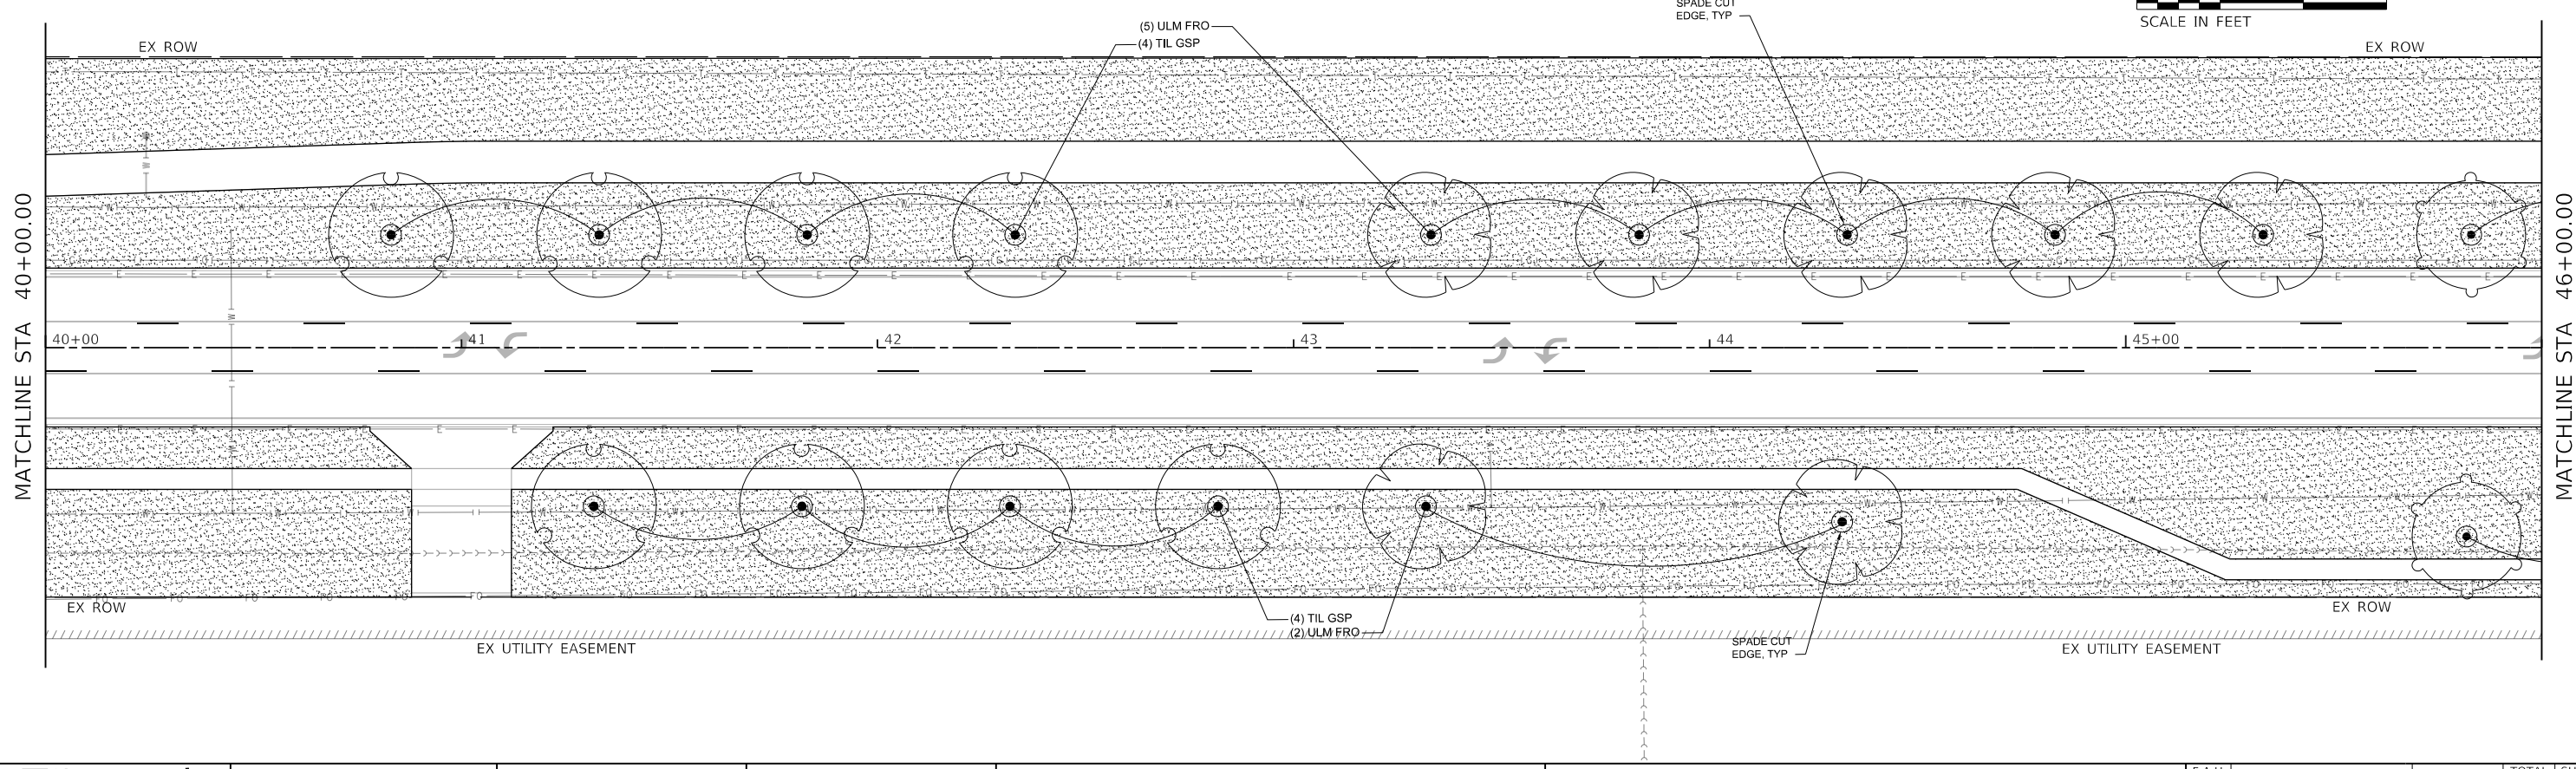 SPADE CUT
EDGE, TYP
SCALE IN FEET
(5) ULM FRO
(4) TIL GSP
EX ROW
EX ROW
MATCHLINE STA 40+00.00
MATCHLINE STA 46+00.00
40+00
41
42
43
44
45+00
EX ROW
EX ROW
(4) TIL GSP
(2) ULM FRO
SPADE CUT
EDGE, TYP
EX UTILITY EASEMENT
EX UTILITY EASEMENT